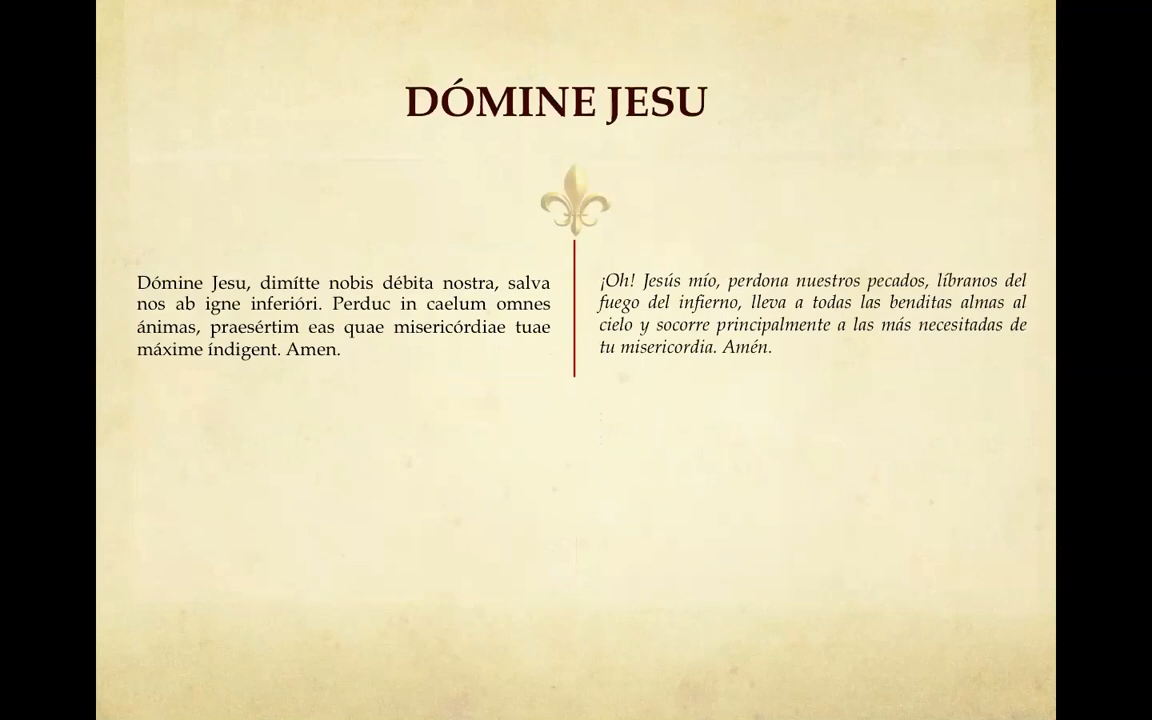 DÓMINE JESU
Dómine Jesu, dimítte nobis débita nostra, salva
nos ab igne inferióri. Perduc in caelum omnes
ánimas, praesértim eas quae misericórdiae tuae
máxime índigent. Amen.
¡Oh! Jesús mío, perdona nuestros pecados, líbranos del
fuego del infierno, lleva a todas las benditas almas al
cielo y socorre principalmente a las más necesitadas de
tu misericordia. Amén.